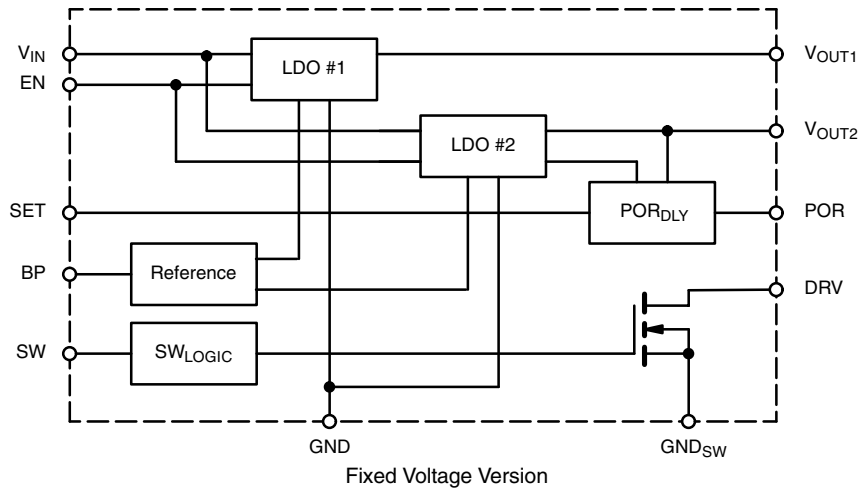 VIN
LDO #1
VOUT1
EN
LDO #2
VOUT2
SET
PORDLY
POR
BP
Reference
DRV
SW
SWLOGIC
GND
GNDSW
Fixed Voltage Version